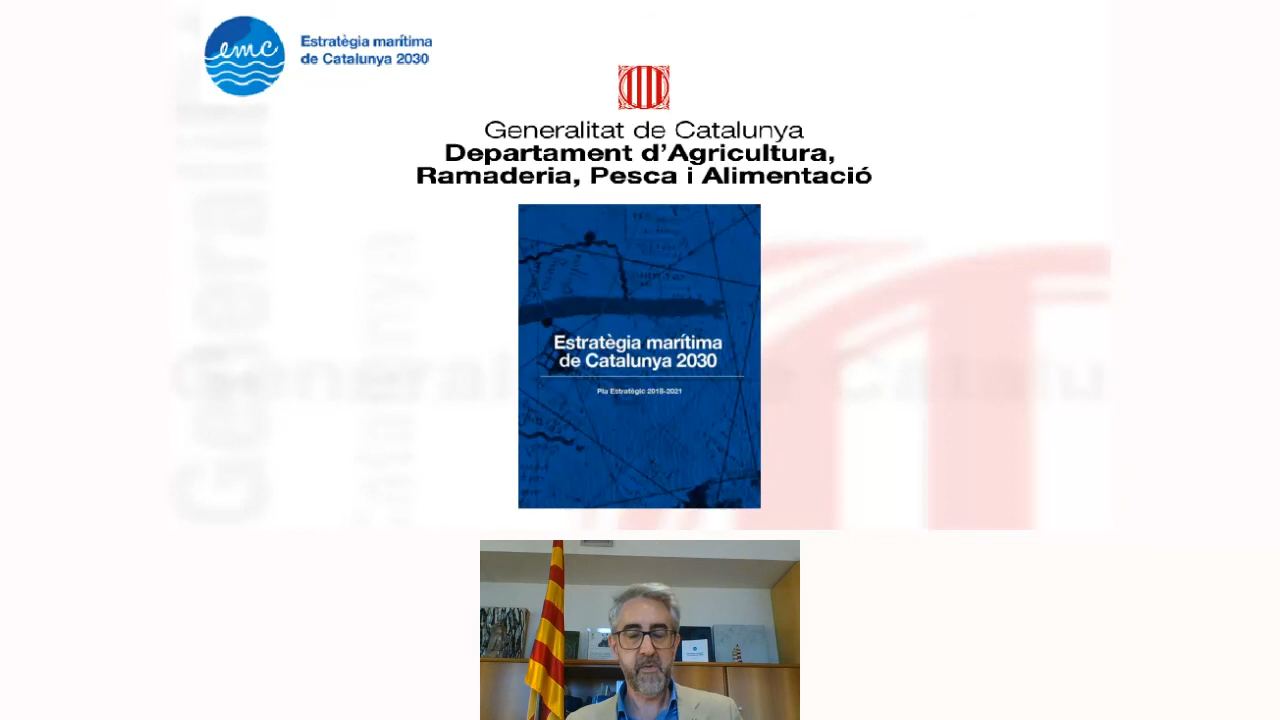 emc
Estratègia marítima
de Catalunya 2030
Generalitat de Catalunya
Departament d'Agricultura,
Ramaderia, Pesca i Alimentació
Estratègia marítima
de Catalunya 2030
Pla Estratègic 2018-2021